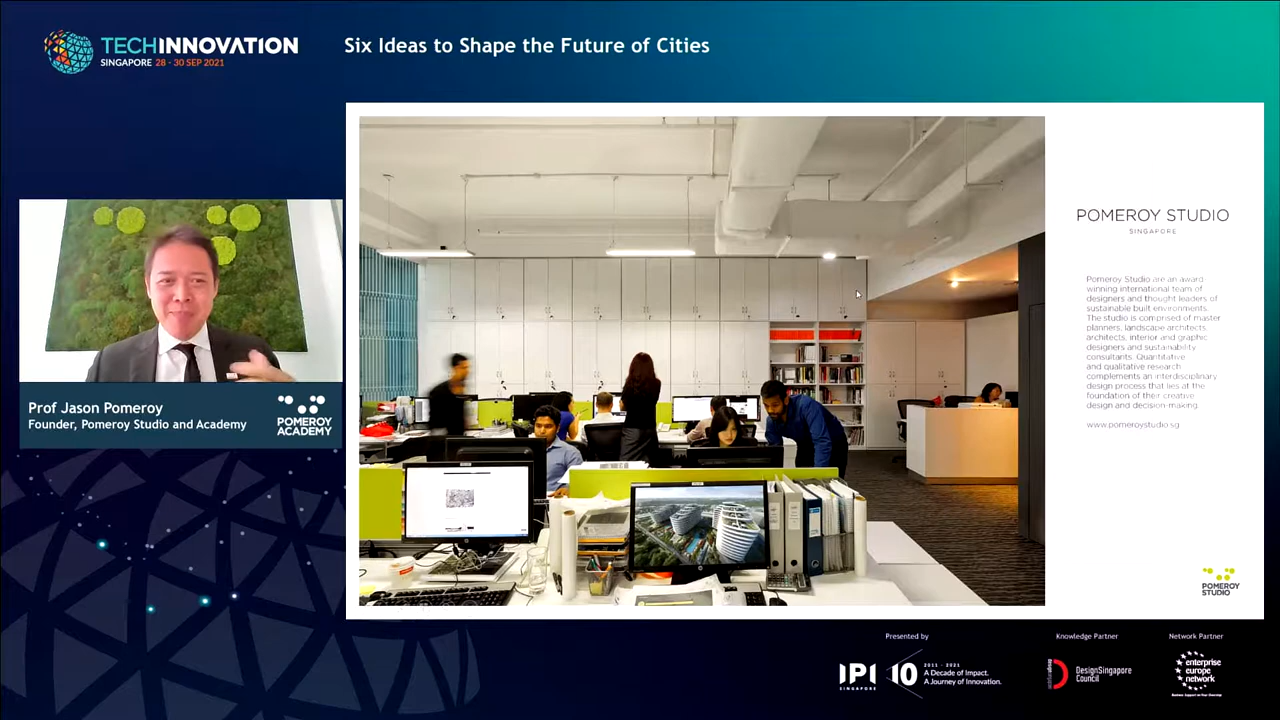 TECHINNOVATION
SINGAPORE 28 - 30 SEP 2021
Six Ideas to Shape the Future of Cities
Prof Jason Pomeroy
Founder, Pomeroy Studio and Academy
POMEROY
ACADEMY
POMEROY STUDIO
SINGAPORE
Pomeroy Studio are an award
winning international team of
designers and thought leaders of
sustainable built environments.
The studio is comprised of master
planners, landscape architects,
architects, interior and graphic
designers and sustainability
consultants. Quantitative
and qualitative research
complements an interdisciplinary
design process that lies at the
foundation of their creative
design and decision-making.
www.pomeroystudio.sg
POMEROY
STUDIO
Presented by
IPI
SINGAPORE
10
2011 - 2021
A Decade of Impact.
A Journey of Innovation.
Knowledge Partner
DesignSingapore
Council
Network Partner
enterprise
europe
network
Business Support on Your Doorstep